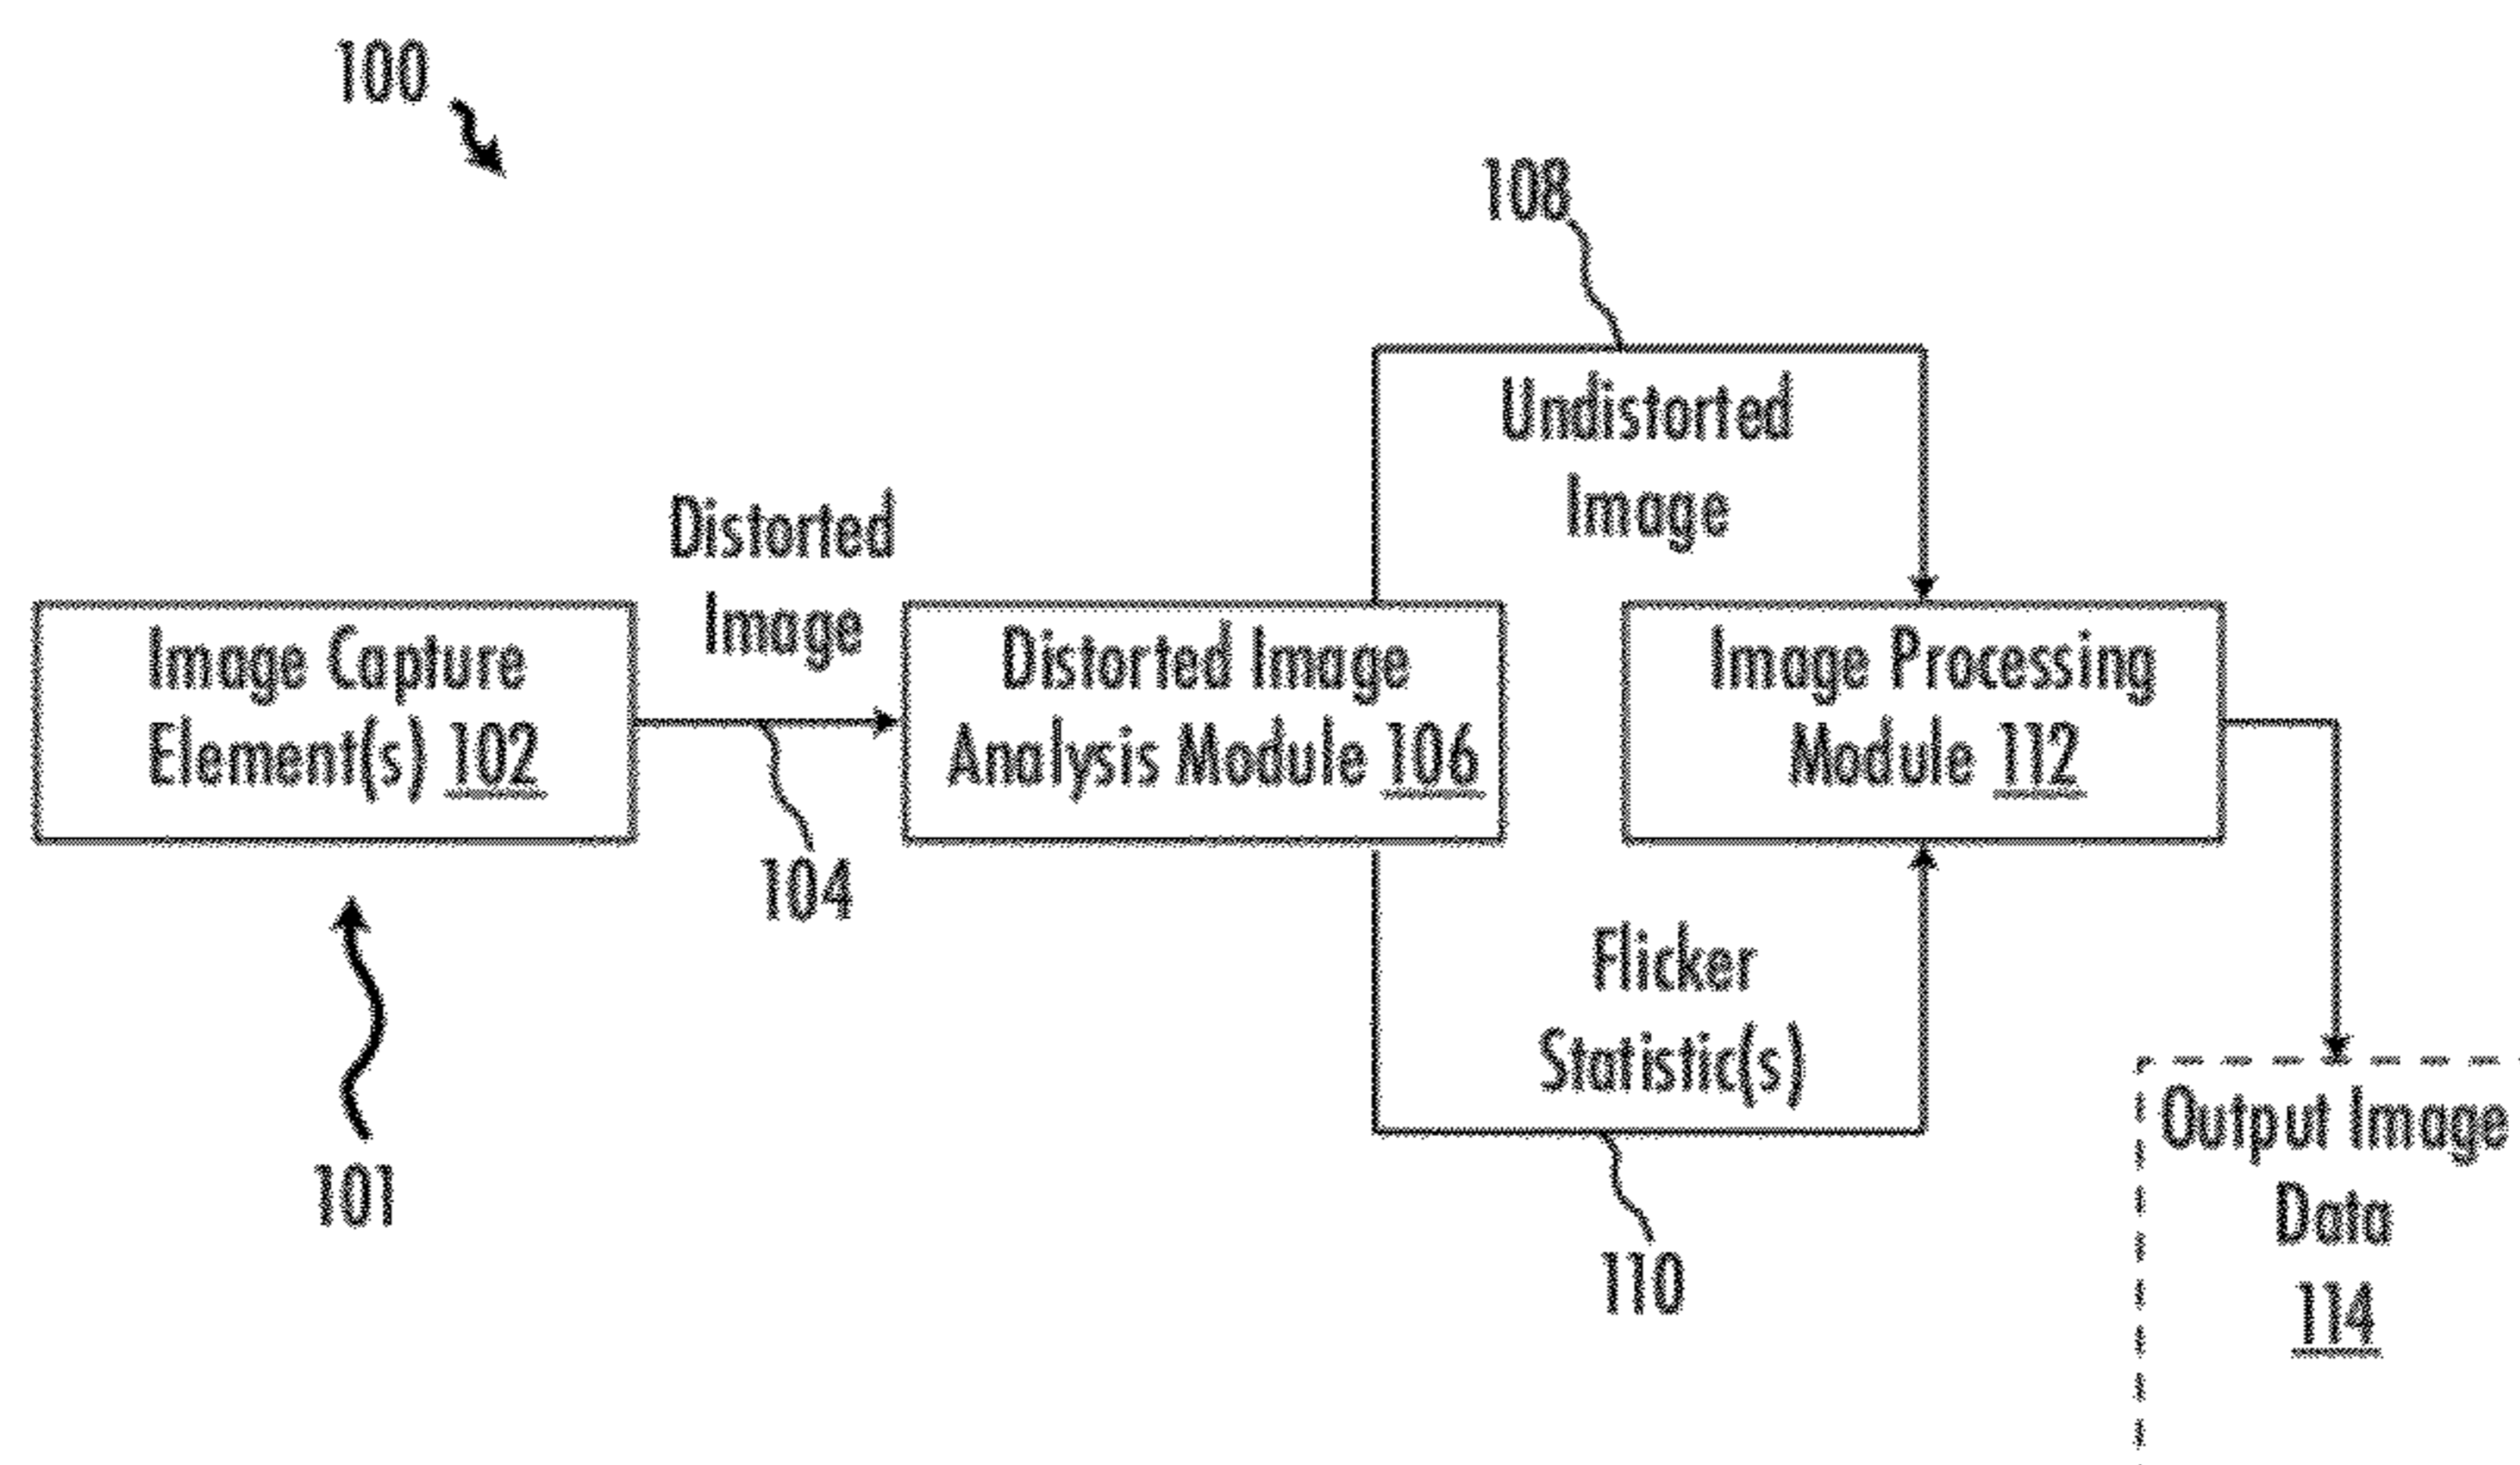 100
108
Undistorted
Image
Distorted
Image
Image Capture
Element(s) 102
Distorted Image
Analysis Module 106
Image Processing
Module 112
104
Flicker
Statistic(s)
101
110
Output Image
Data
114